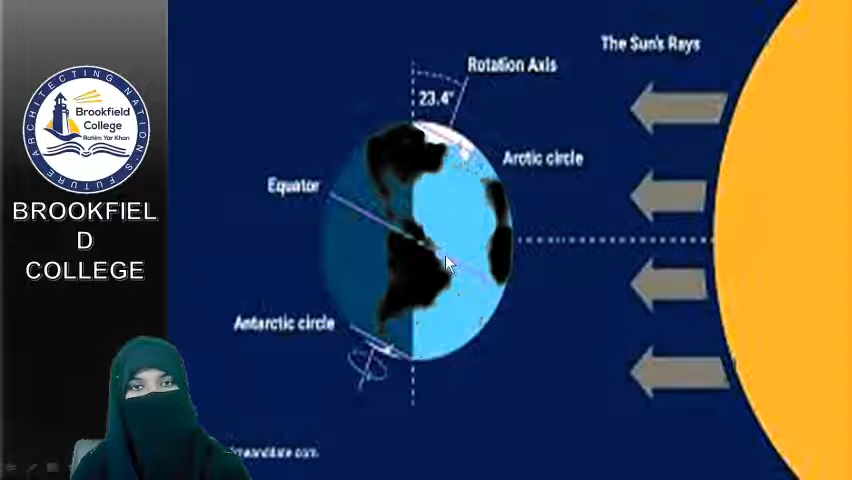 ARCHITECTING NATION'S FUTURE
Brookfield
College
Rahim Yar Khan
BROOKFIEL
D
COLLEGE
The Sun's Rays
Rotation Axis
23.4°
Arctic circle
Equator
Antarctic circle